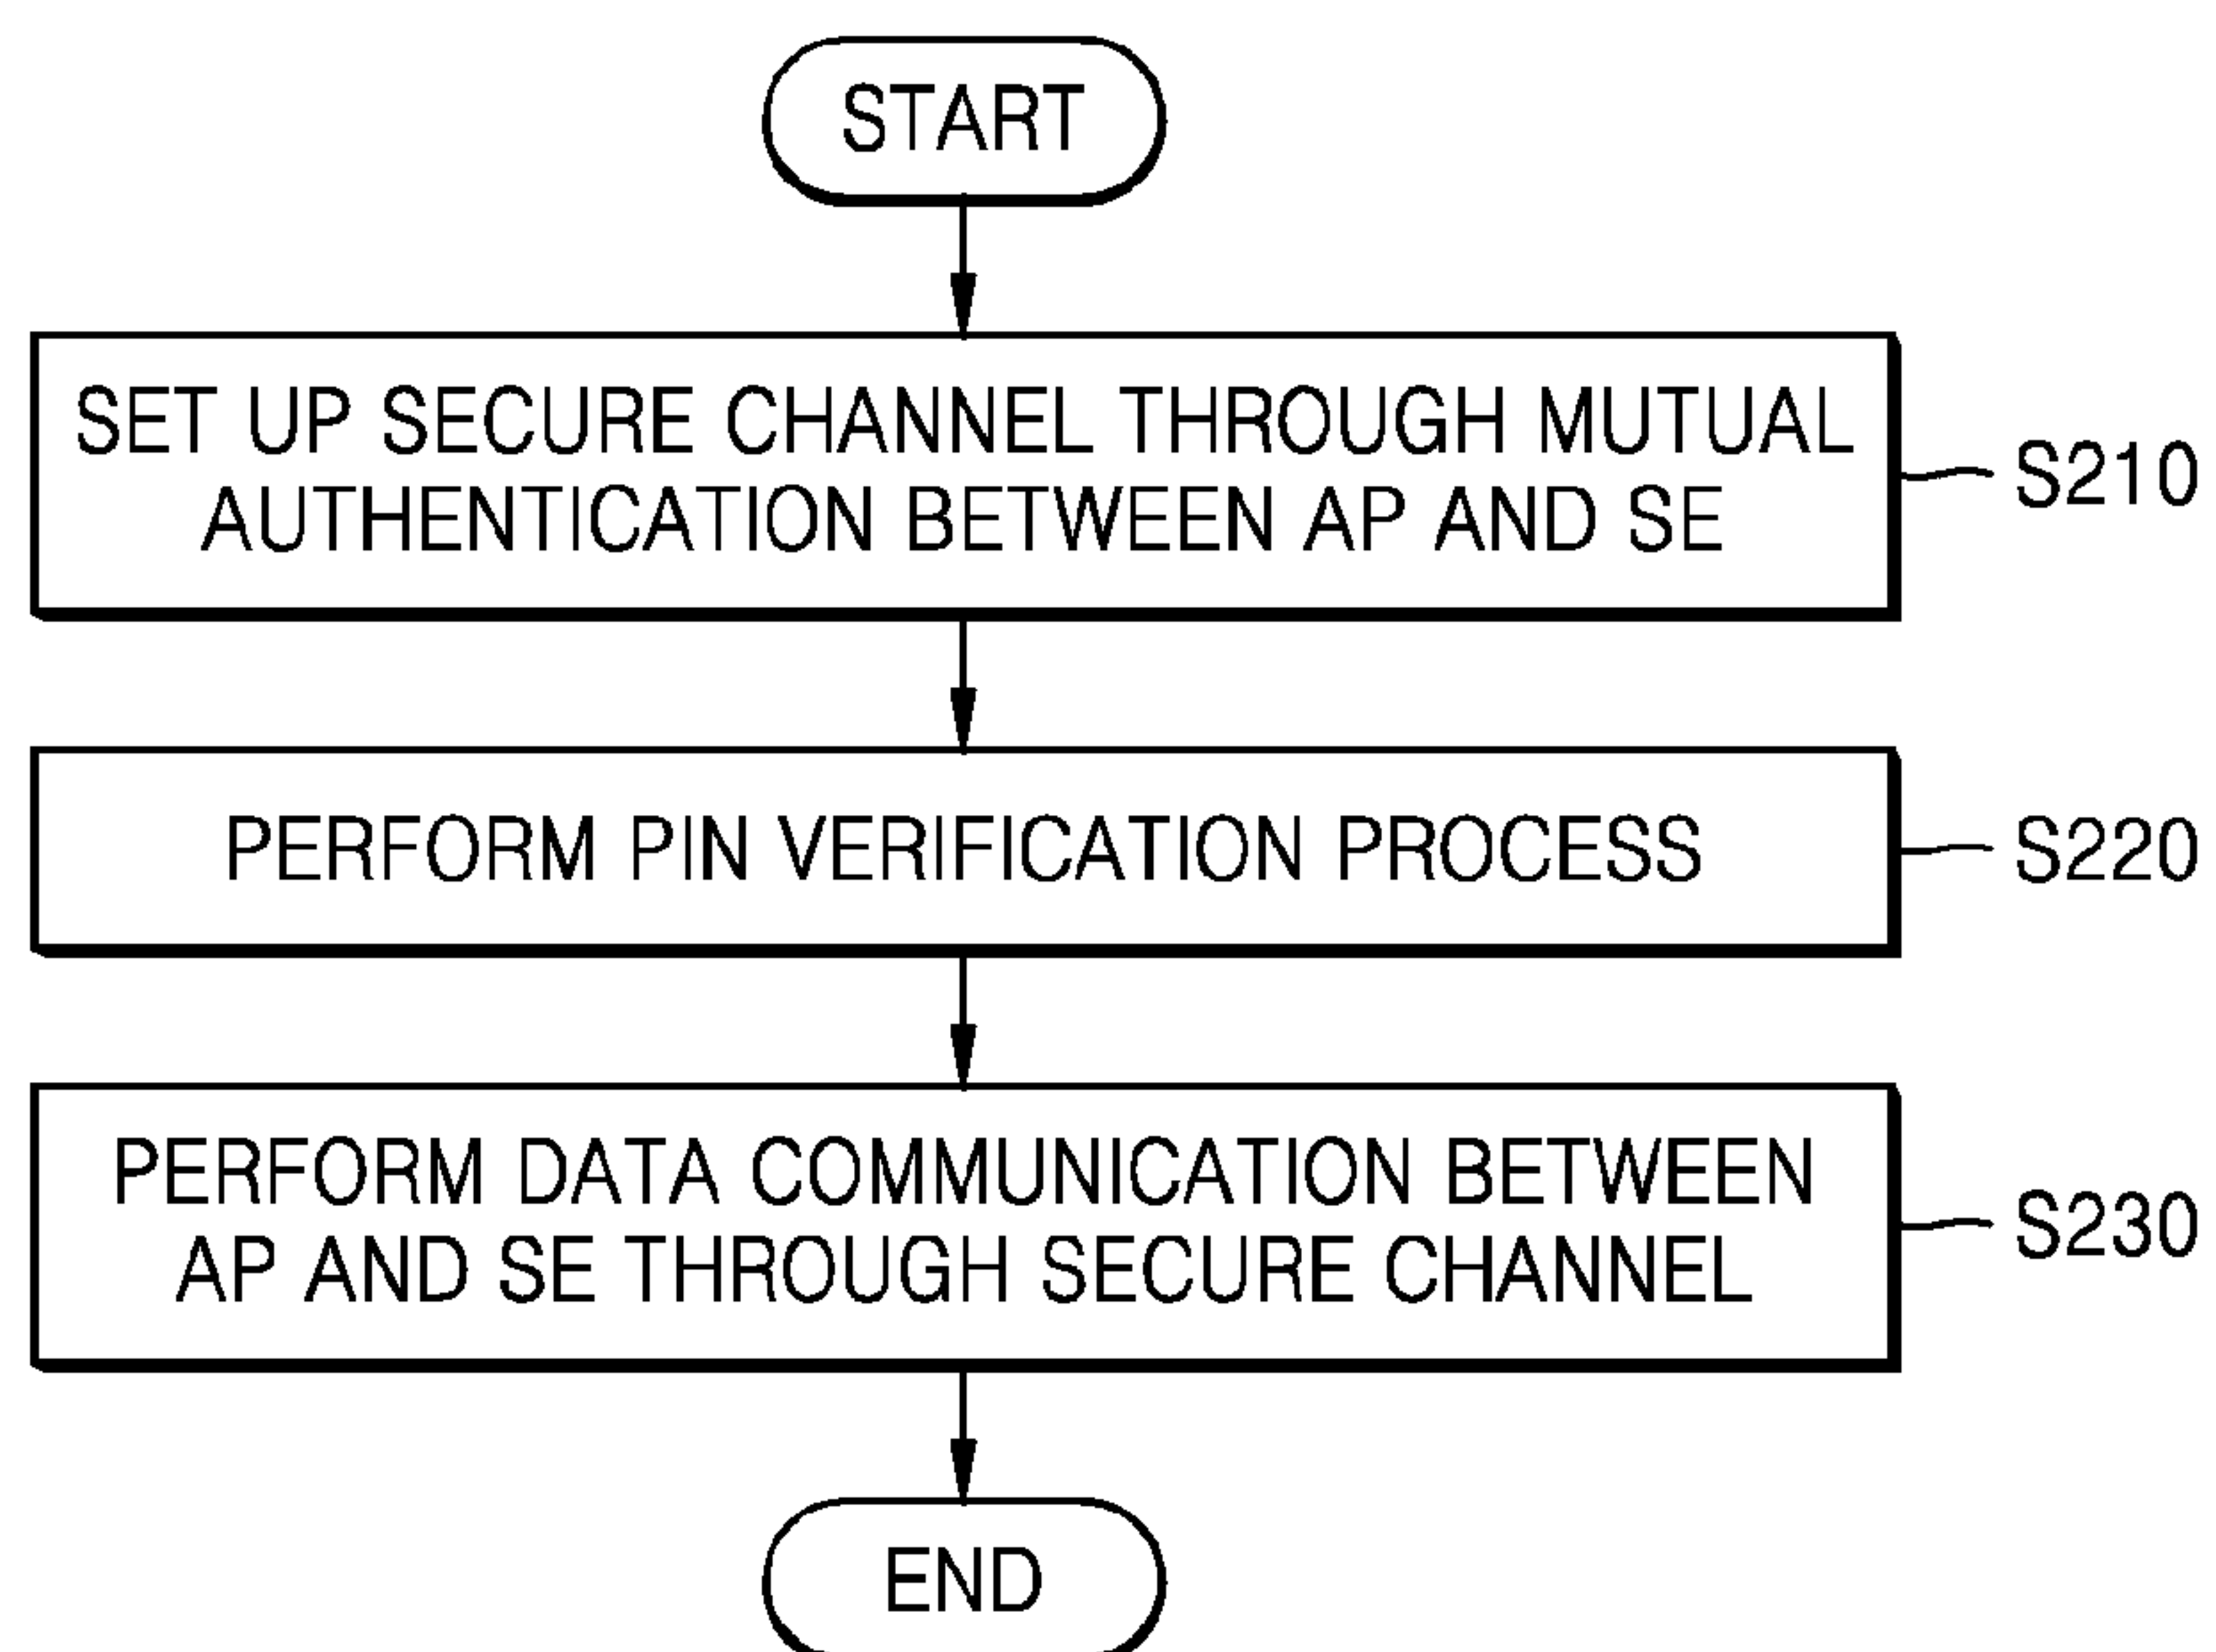 START
SET UP SECURE CHANNEL THROUGH MUTUAL
AUTHENTICATION BETWEEN AP AND SE
S210
PERFORM PIN VERIFICATION PROCESS
S220
PERFORM DATA COMMUNICATION BETWEEN
AP AND SE THROUGH SECURE CHANNEL
S230
END